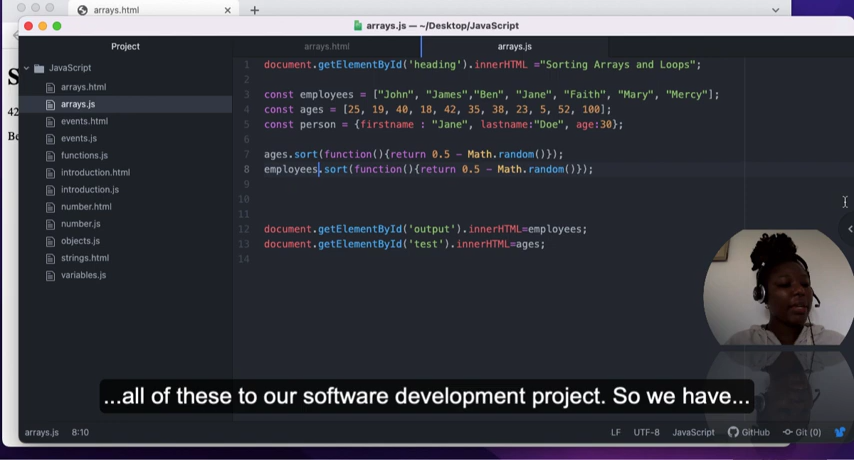 arrays.html
arrays.js — ~/Desktop/JavaScript
Project
arrays.html
arrays.js
JavaScript
arrays.html
arrays.js
events.html
events.js
functions.js
introduction.html
introduction.js
number.html
number.js
objects.js
strings.html
variables.js
S
42
Be
1 document.getElementById('heading').innerHTML ="Sorting Arrays and Loops";
2
3 const employees = ["John", "James","Ben", "Jane", "Faith", "Mary", "Mercy"];
4 const ages = [25, 19, 40, 18, 42, 35, 38, 23, 5, 52, 100];
5 const person = {firstname : "Jane", lastname:"Doe", age:30};
6
7 ages.sort(function(){return 0.5 - Math.random()});
8 employees.sort(function(){return 0.5 - Math.random()});
9
10
11
12 document.getElementById('output').innerHTML=employees;
13 document.getElementById('test').innerHTML=ages;
14
...all of these to our software development project. So we have...
arrays.js 8:10 LF UTF-8 JavaScript GitHub Git (0)